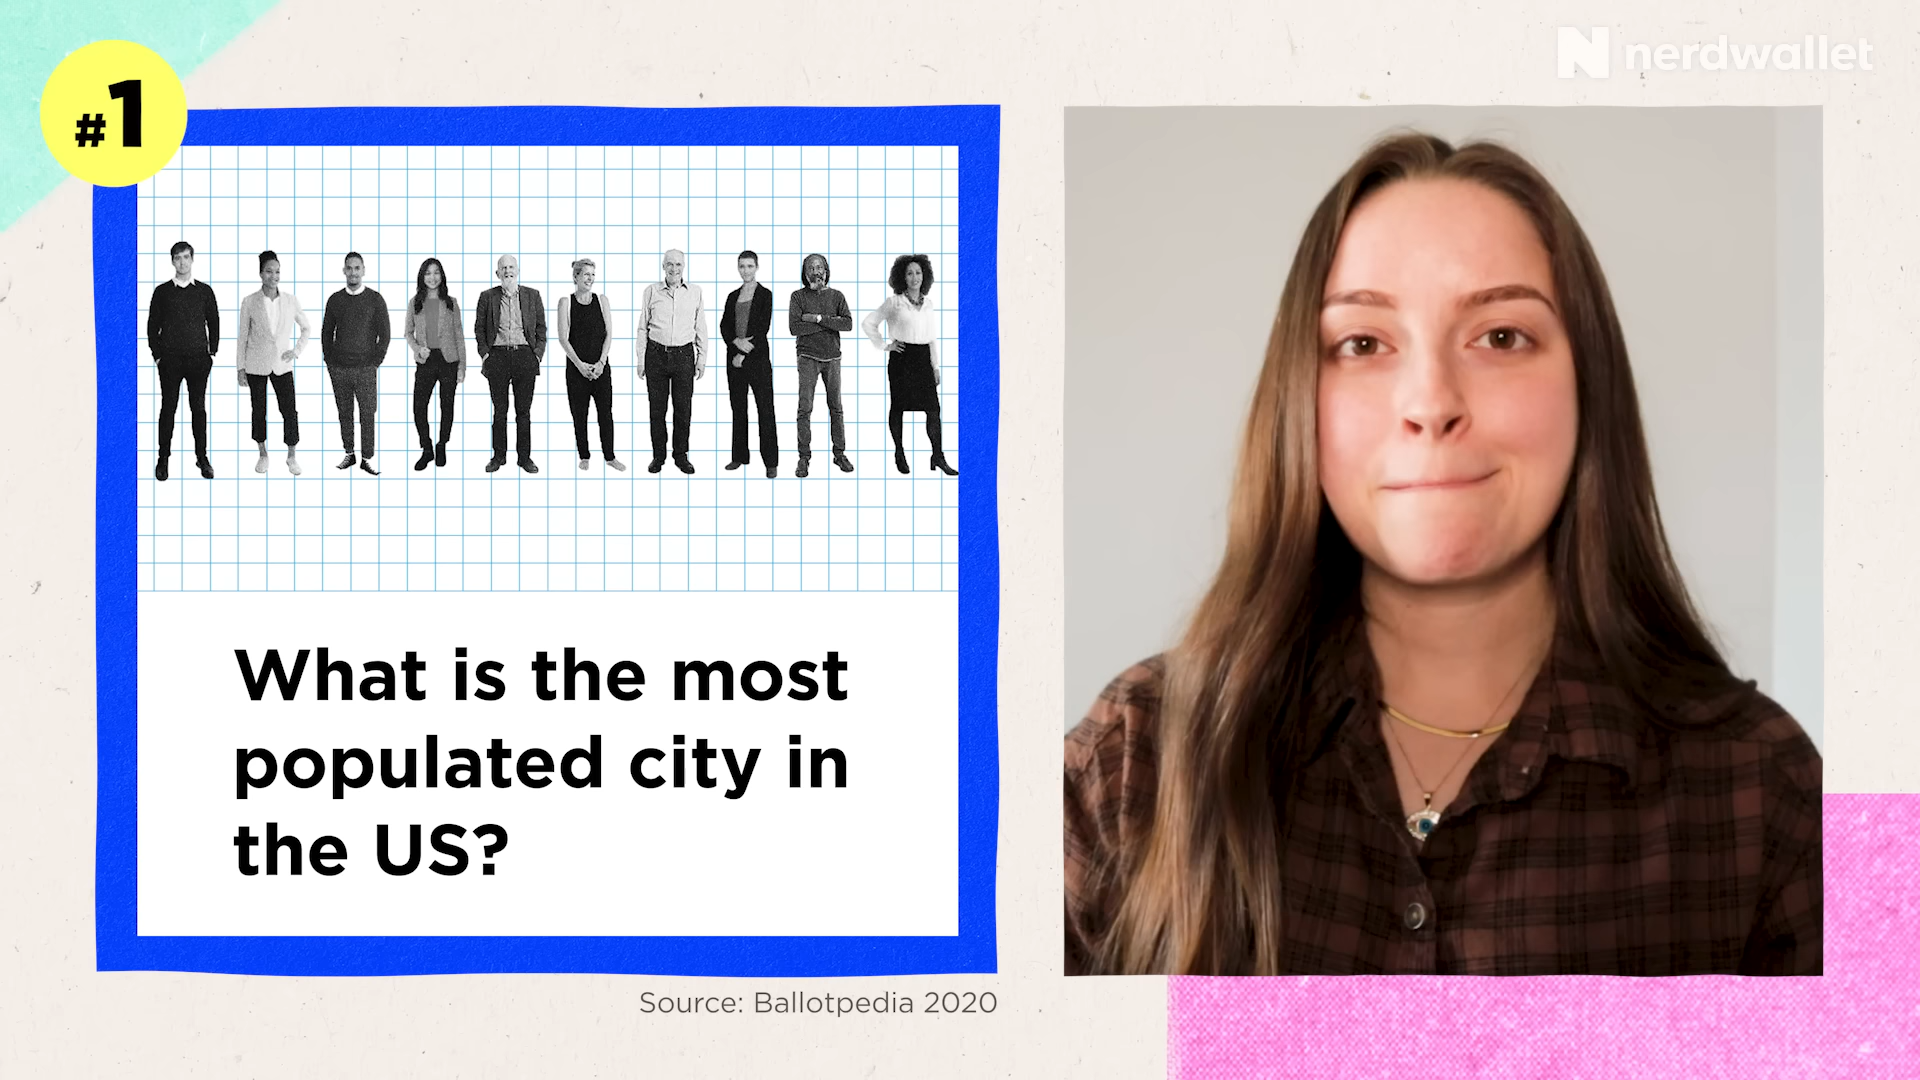 #1
nerdwallet
What is the most
populated city in
the US?
Source: Ballotpedia 2020